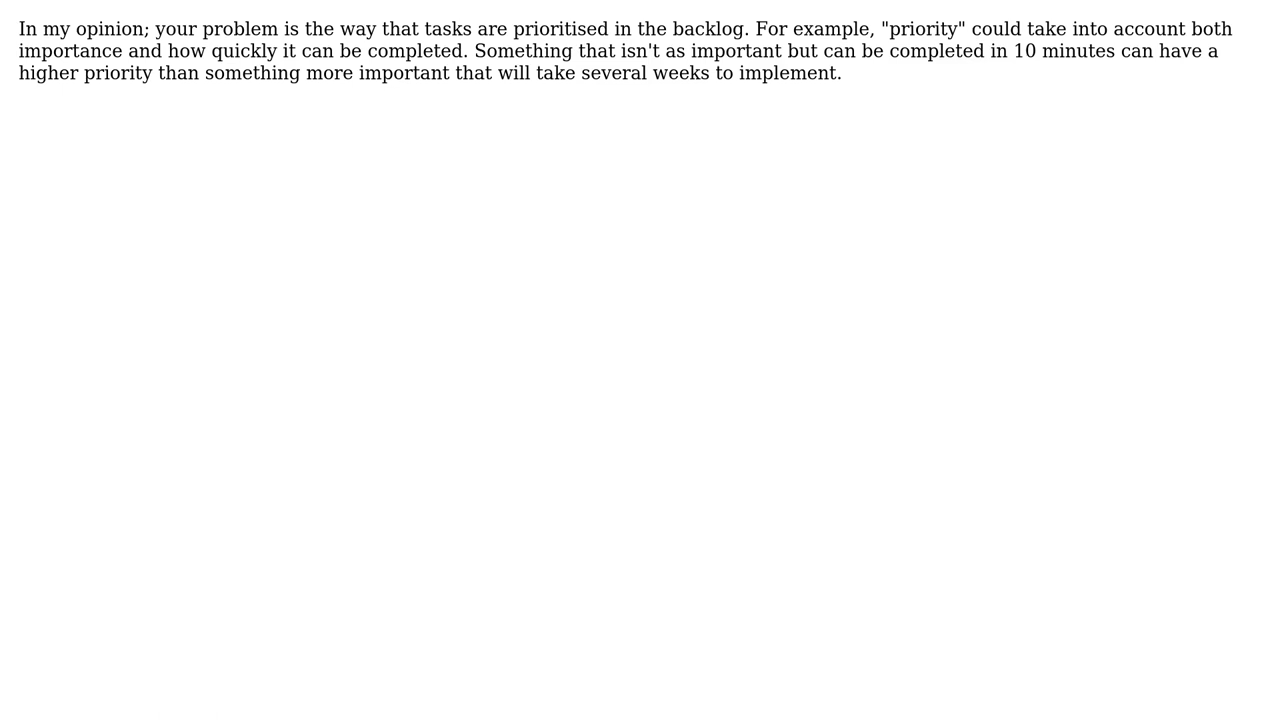 In my opinion; your problem is the way that tasks are prioritised in the backlog. For example, "priority" could take into account both
importance and how quickly it can be completed. Something that isn't as important but can be completed in 10 minutes can have a
higher priority than something more important that will take several weeks to implement.